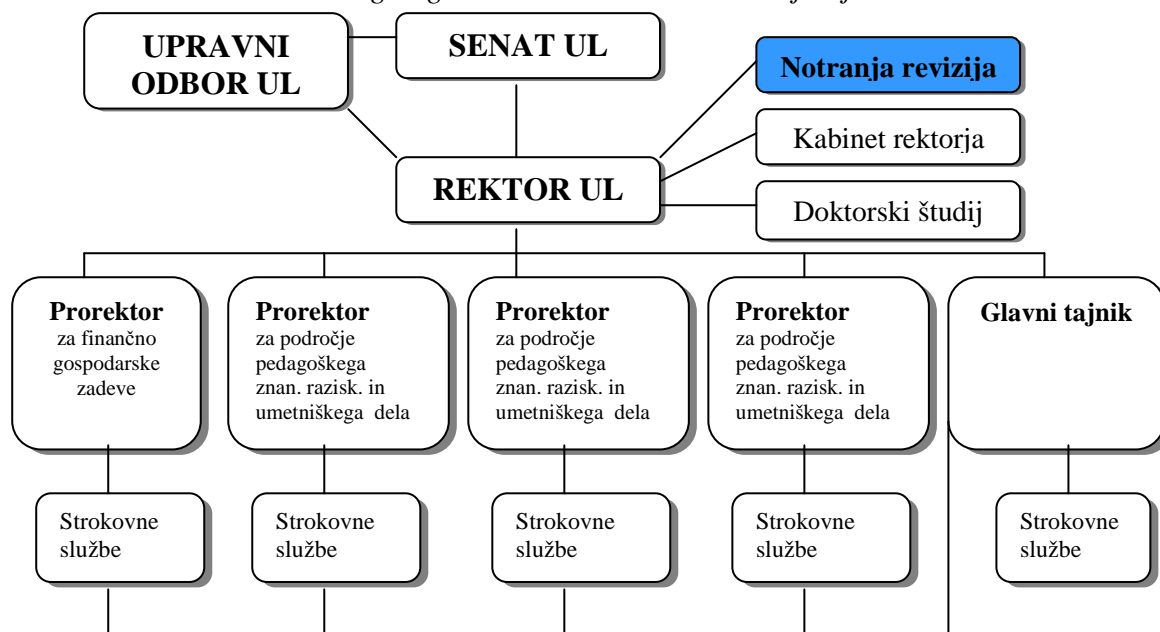 UPRAVNI
ODBOR UL
SENAT UL
Notranja revizija
Kabinet rektorja
REKTOR UL
Doktorski študij
Prorektor
za finančno
gospodarske
zadeve
Prorektor
za področje
pedagoškega
znan. razisk. in
umetniškega dela
Prorektor
za področje
pedagoškega
znan. razisk. in
umetniškega dela
Prorektor
za področje
pedagoškega
znan. razisk. in
umetniškega dela
Glavni tajnik
Strokovne
službe
Strokovne
službe
Strokovne
službe
Strokovne
službe
Strokovne
službe